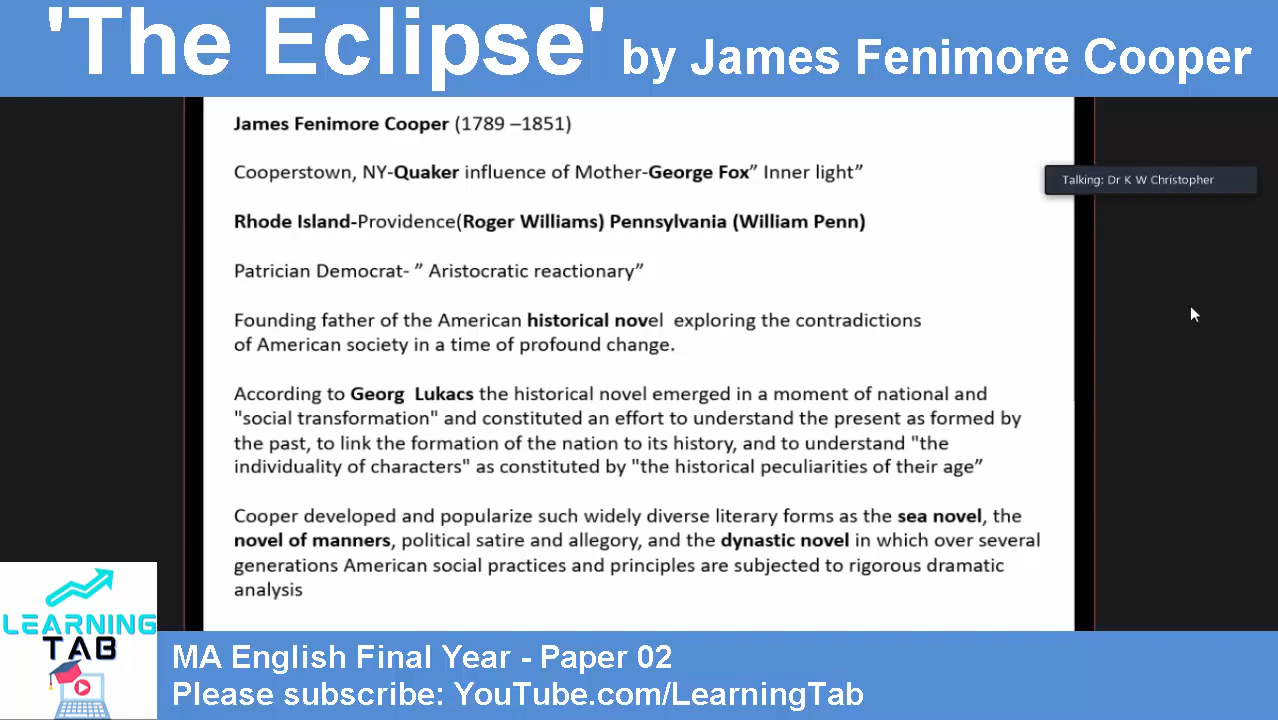 'The Eclipse' by James Fenimore Cooper
James Fenimore Cooper (1789 –1851)
Talking: Dr K W Christopher
Cooperstown, NY-Quaker influence of Mother-George Fox” Inner light”
Rhode Island-Providence(Roger Williams) Pennsylvania (William Penn)
Patrician Democrat- ” Aristocratic reactionary”
Founding father of the American historical novel exploring the contradictions
of American society in a time of profound change.
According to Georg Lukacs the historical novel emerged in a moment of national and
"social transformation" and constituted an effort to understand the present as formed by
the past, to link the formation of the nation to its history, and to understand "the
individuality of characters" as constituted by "the historical peculiarities of their age”
Cooper developed and popularize such widely diverse literary forms as the sea novel, the
novel of manners, political satire and allegory, and the dynastic novel in which over several
generations American social practices and principles are subjected to rigorous dramatic
analysis
LEARNING
TAB
MA English Final Year - Paper 02
Please subscribe: YouTube.com/LearningTab